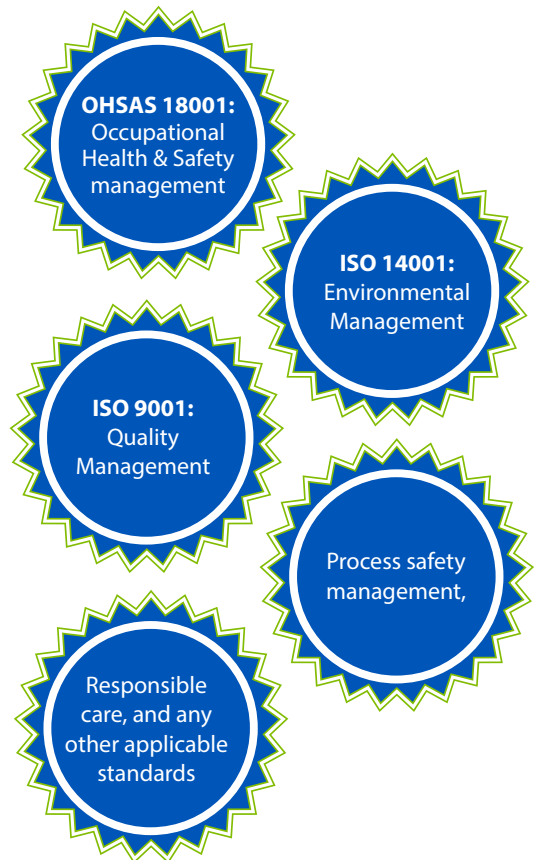 OHSAS 18001:
Occupational
Health & Safety
management
ISO 14001:
Environmental
Management
ISO 9001:
Quality
Management
Process safety
management,
Responsible
care, and any
other applicable
standards